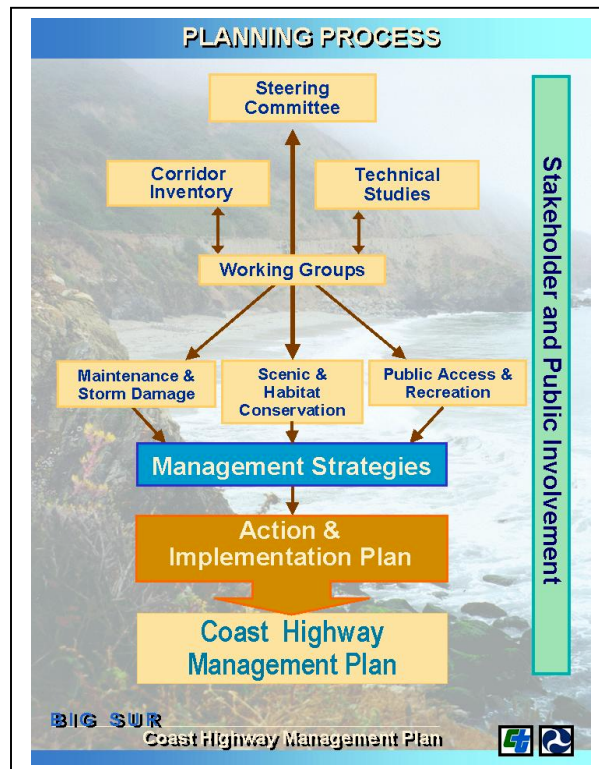 PLANNING PROCESS
Steering
Committee
Corridor
Inventory
Technical
Studies
Working Groups
Maintenance &
Storm Damage
Scenic &
Habitat
Conservation
Public Access &
Recreation
Management Strategies
Action &
Implementation Plan
Coast Highway
Management Plan
Stakeholder and Public Involvement
BIG SUR
Coast Highway Management Plan
ct